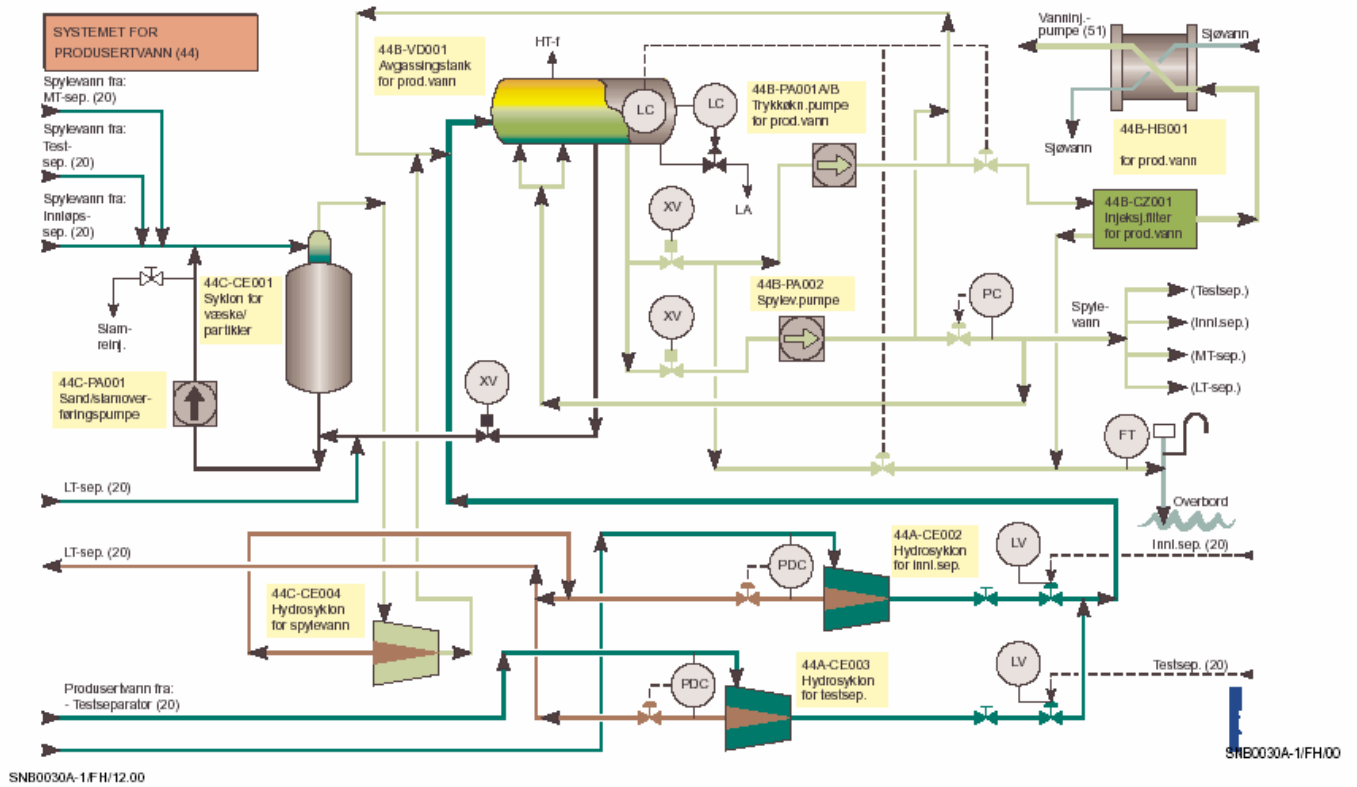 SYSTEMET FOR
PRODUSERTVANN (44)
Spylevann fra:
MT-sep. (20)
Spylevann fra:
Test-
sep. (20)
Spylevann fra:
Innløps-
sep. (20)
Slam-
reinj.
44C-PA001
Sand/slamover-
føringspumpe
44C-CE001
Syklon for
væske/
partikler
44B-VD001
Avgassingstank
for prod.vann
HT-f
LC
LC
LA
44B-PA001A/B
Trykkøkn.pumpe
for prod.vann
XV
XV
XV
44B-PA002
Spylev.pumpe
PC
Vanninj.-
pumpe (51)
Sjøvann
Sjøvann
44B-HB001
for prod.vann
44B-CZ001
Injeksj.filter
for prod.vann
Spyle-
vann
(Testsep.)
(Innl.sep.)
(MT-sep.)
(LT-sep.)
FT
Overbord
LT-sep. (20)
LT-sep. (20)
44C-CE004
Hydrosyklon
for spylevann
PDC
44A-CE002
Hydrosyklon
for innl.sep.
LV
Innl.sep. (20)
PDC
44A-CE003
Hydrosyklon
for testsep.
LV
Testsep. (20)
Produsertvann fra:
- Testseparator (20)
SNB0030A-1/FH/12.00
SNB0030A-1/FH/00